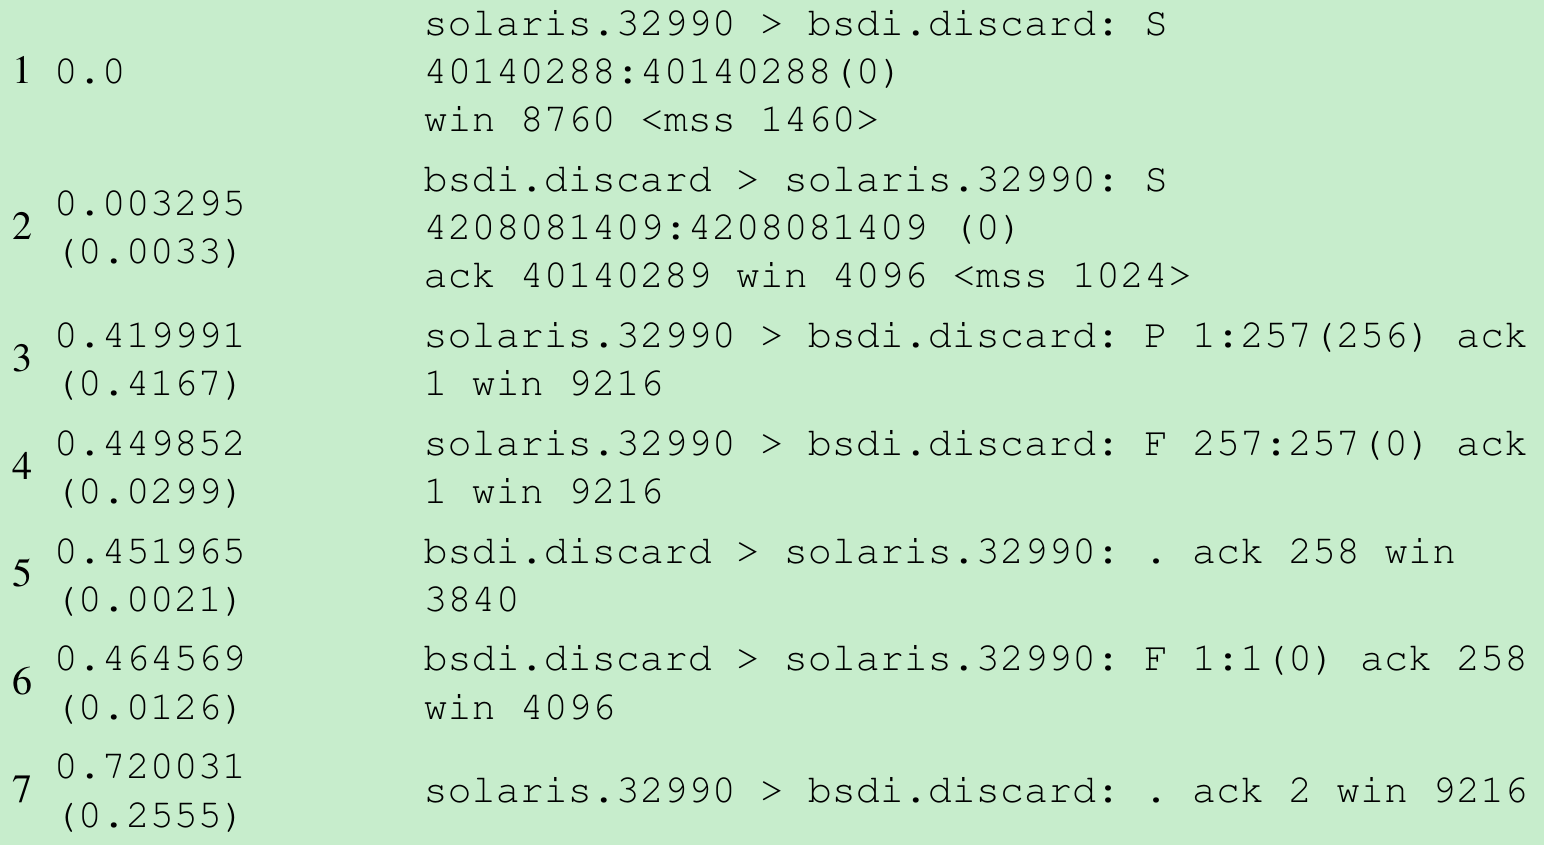 solaris.32990 > bsdi.discard: S
1 0.0 40140288:40140288(0)
win 8760 <mss 1460>
bsdi.discard > solaris.32990: S
2 0.003295 4208081409:4208081409 (0)
(0.0033) ack 40140289 win 4096 <mss 1024>
3 0.419991 solaris.32990 > bsdi.discard: P 1:257(256) ack
(0.4167) 1 win 9216
4 0.449852 solaris.32990 > bsdi.discard: F 257:257(0) ack
(0.0299) 1 win 9216
5 0.451965 bsdi.discard > solaris.32990: . ack 258 win
(0.0021) 3840
6 0.464569 bsdi.discard > solaris.32990: F 1:1(0) ack 258
(0.0126) win 4096
7 0.720031 solaris.32990 > bsdi.discard: . ack 2 win 9216
(0.2555)